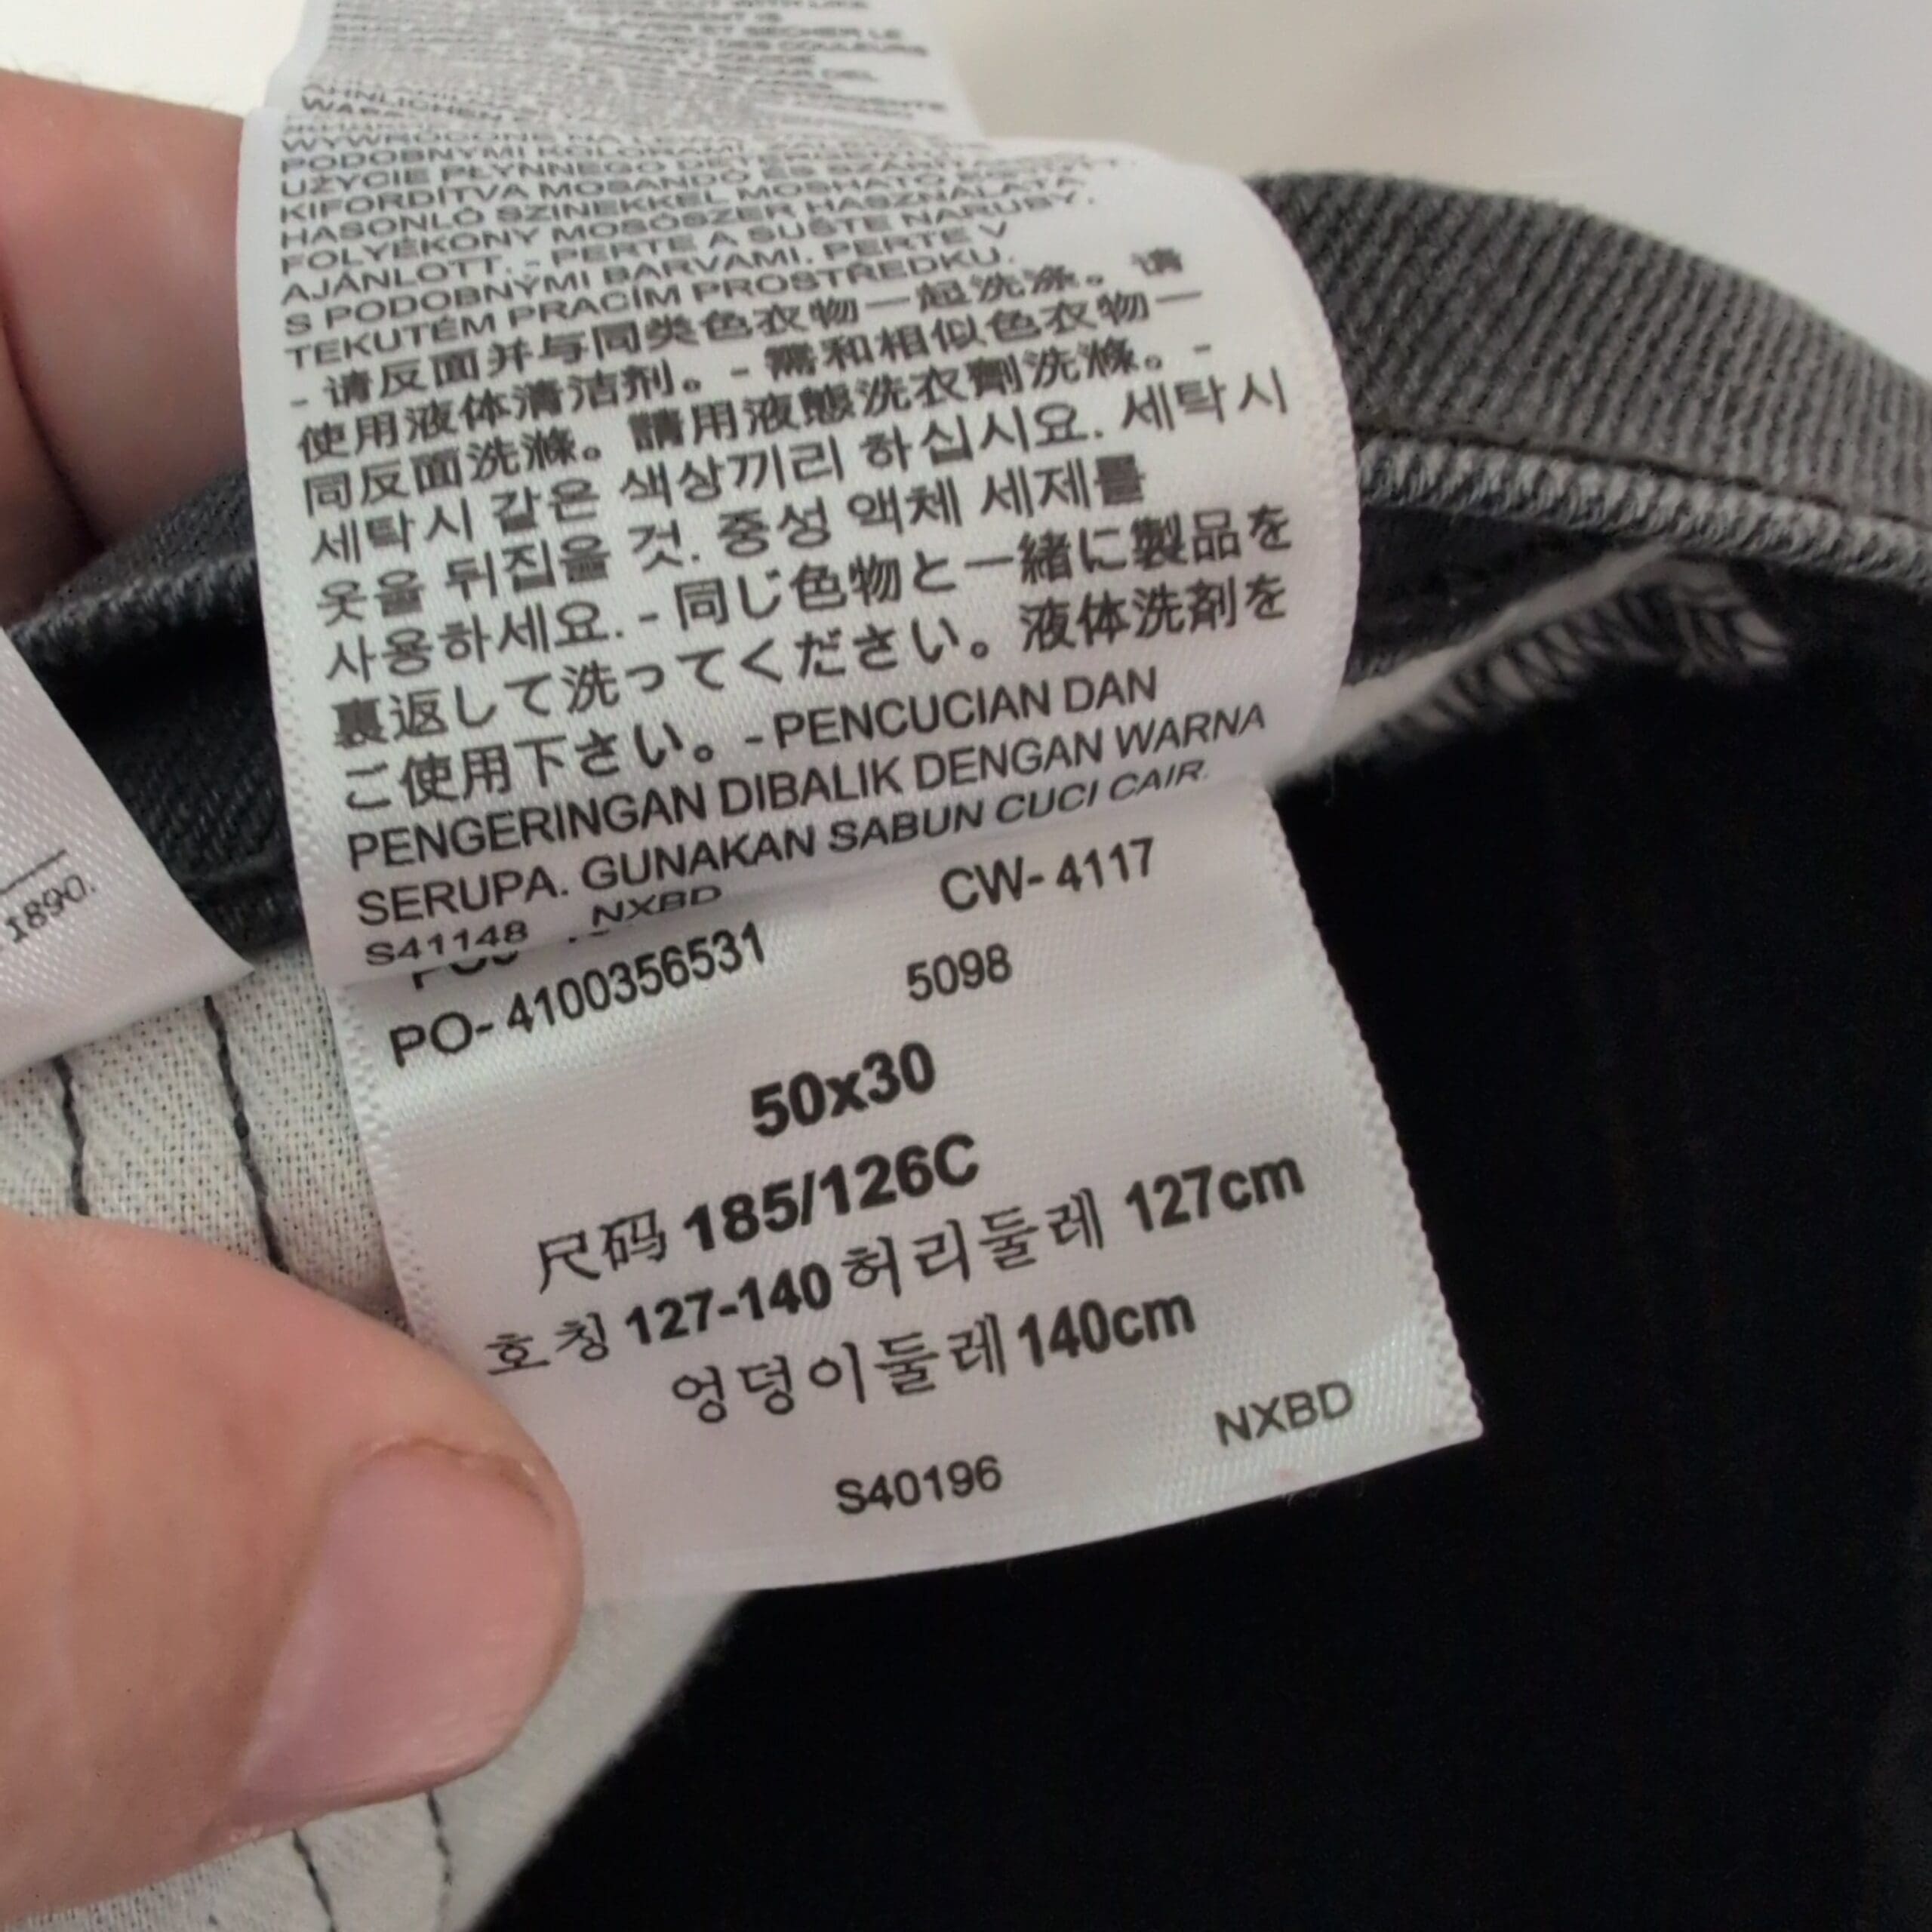 WYWRÓCONE NA
PODOBNYMI KOLORAMI.
UŻYCIE PŁYNNEGO DETERGENTU
KIFORDÍTVA MOSANDÓ ÉS
HASONLÓ SZINEKKEL MOSHATÓ
FOLYÉKONY MOSÓSZER HASZNÁLATA
AJÁNLOTT. - PERTE A SUŠTE NARUBY.
S PODOBNÝMI BARVAMI. PERTE V
TEKUTÉM PRACÍM PROSTŘEDKU.
- 请反面并与同类色衣物一起洗涤。请
使用液体清洁剂。- 需和相似色衣物一
同反面洗滌。請用液態洗衣劑洗滌。-
세탁시 같은 색상끼리 하십시요. 세탁시
옷을 뒤집을 것. 중성 액체 세제를
사용하세요. - 同じ色物と一緒に製品を
裏返して洗ってください。液体洗剤を
ご使用下さい。- PENCUCIAN DAN
PENGERINGAN DIBALIK DENGAN WARNA
SERUPA. GUNAKAN SABUN CUCI CAIR.
S41148 NXBD
CW- 4117
PO- 4100356531 5098
50x30
尺码 185/126C
호칭 127-140 허리둘레 127cm
엉덩이둘레 140cm
NXBD
S40196
1890.